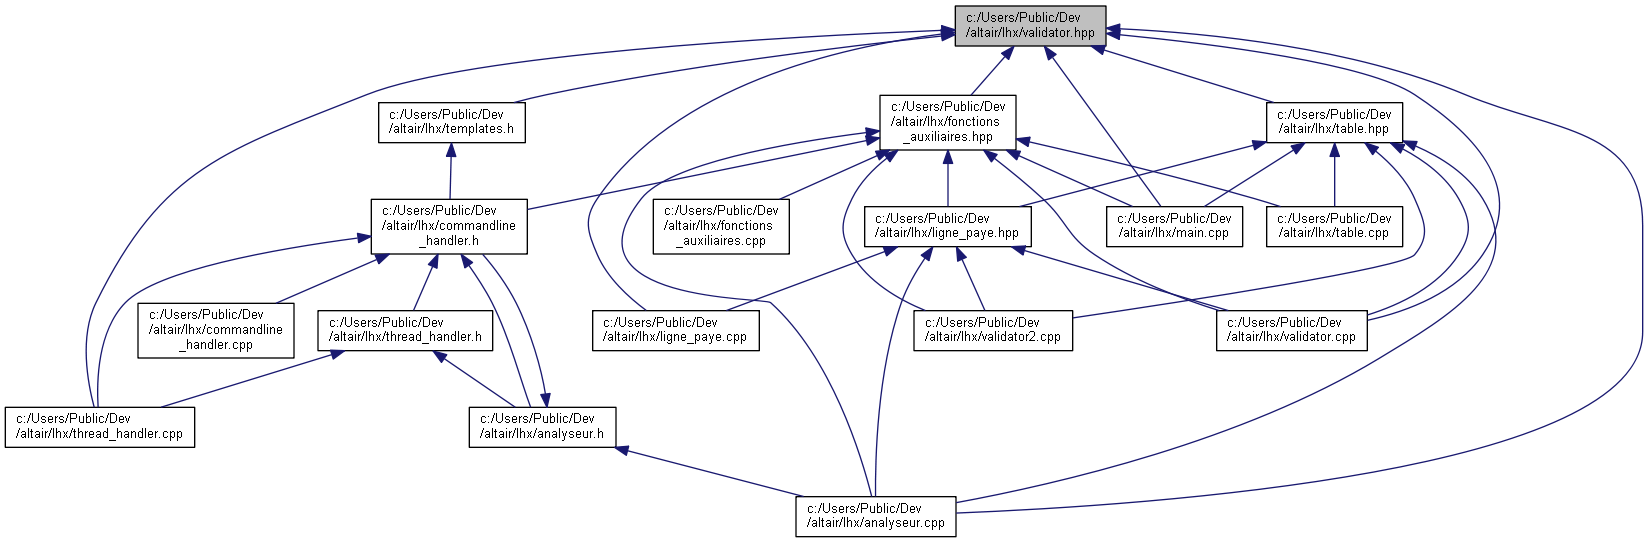 c:/Users/Public/Dev
/altair/lhx/validator.hpp
c:/Users/Public/Dev
/altair/lhx/templates.h
c:/Users/Public/Dev
/altair/lhx/fonctions
_auxiliaires.hpp
c:/Users/Public/Dev
/altair/lhx/table.hpp
c:/Users/Public/Dev
/altair/lhx/commandline
_handler.h
c:/Users/Public/Dev
/altair/lhx/fonctions
_auxiliaires.cpp
c:/Users/Public/Dev
/altair/lhx/ligne_paye.hpp
c:/Users/Public/Dev
/altair/lhx/main.cpp
c:/Users/Public/Dev
/altair/lhx/table.cpp
c:/Users/Public/Dev
/altair/lhx/commandline
_handler.cpp
c:/Users/Public/Dev
/altair/lhx/thread_handler.h
c:/Users/Public/Dev
/altair/lhx/ligne_paye.cpp
c:/Users/Public/Dev
/altair/lhx/validator2.cpp
c:/Users/Public/Dev
/altair/lhx/validator.cpp
c:/Users/Public/Dev
/altair/lhx/thread_handler.cpp
c:/Users/Public/Dev
/altair/lhx/analyseur.h
c:/Users/Public/Dev
/altair/lhx/analyseur.cpp